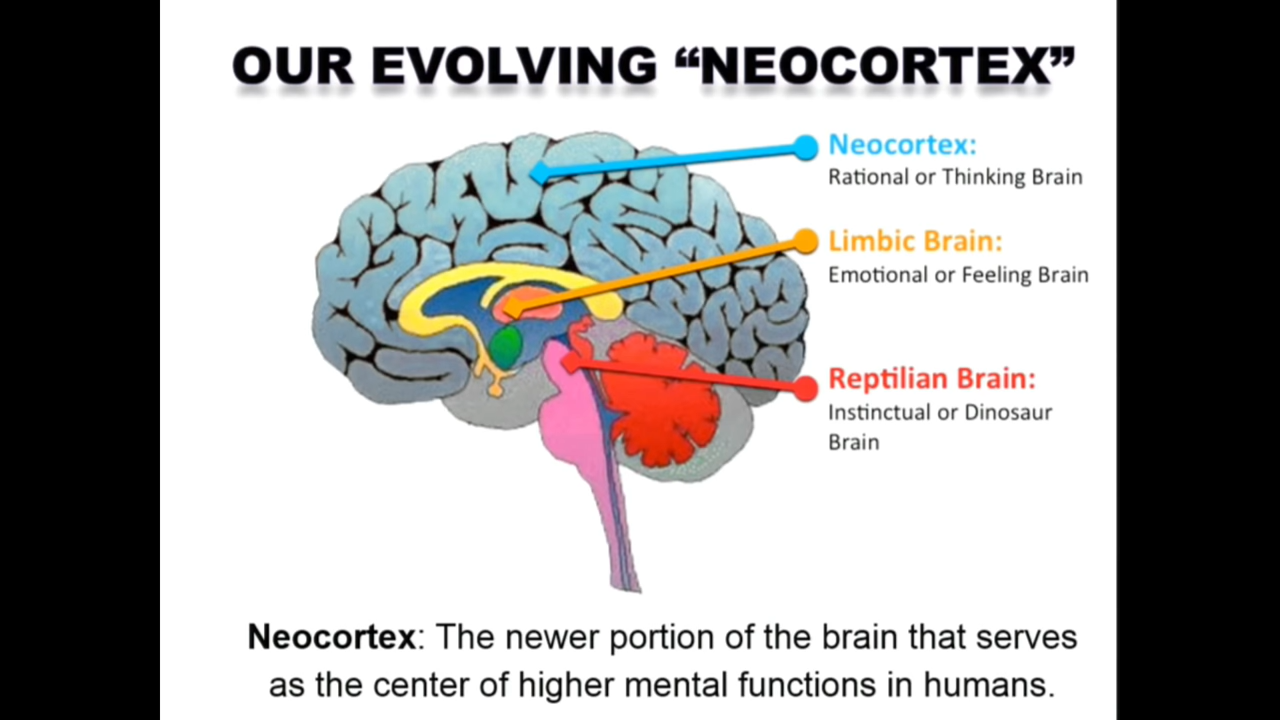 OUR EVOLVING “NEOCORTEX”
Neocortex:
Rational or Thinking Brain
Limbic Brain:
Emotional or Feeling Brain
Reptilian Brain:
Instinctual or Dinosaur
Brain
Neocortex: The newer portion of the brain that serves
as the center of higher mental functions in humans.